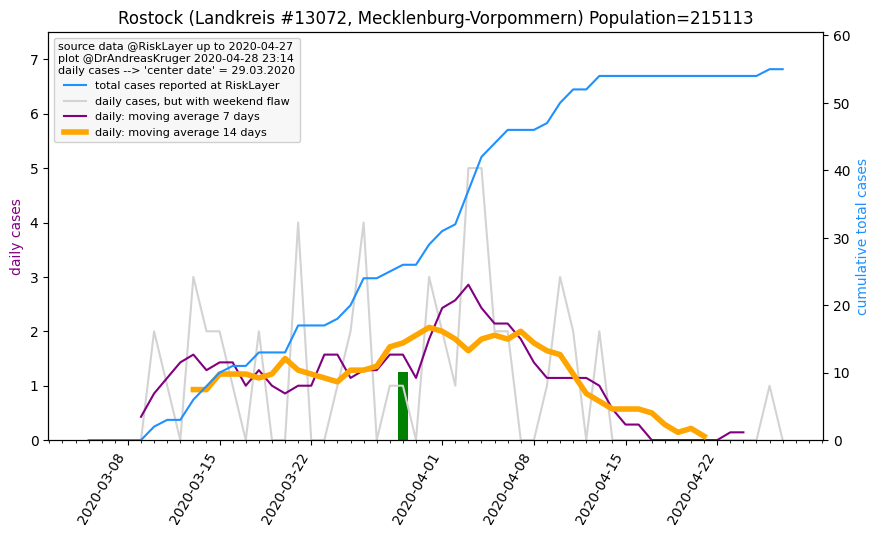 Rostock (Landkreis #13072, Mecklenburg-Vorpommern) Population=215113
source data @RiskLayer up to 2020-04-27
plot @DrAndreasKruger 2020-04-28 23:14
daily cases --> 'center date' = 29.03.2020
total cases reported at RiskLayer
daily cases, but with weekend flaw
daily: moving average 7 days
daily: moving average 14 days
daily cases
7
6
5
4
3
2
1
0
cumulative total cases
60
50
40
30
20
10
0
2020-03-08
2020-03-15
2020-03-22
2020-04-01
2020-04-08
2020-04-15
2020-04-22